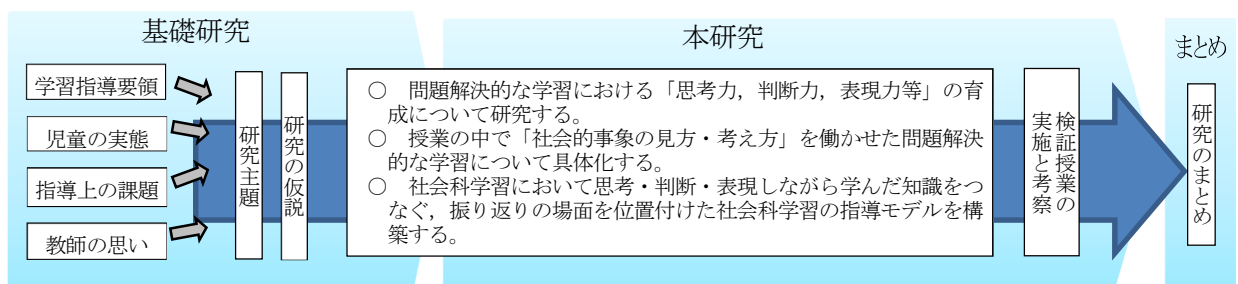 基礎研究
学習指導要領
児童の実態
指導上の課題
教師の思い
研究主題
研究の仮説
本研究
○ 問題解決的な学習における「思考力，判断力，表現力等」の育
成について研究する。
○ 授業の中で「社会的事象の見方・考え方」を働かせた問題解決
的な学習について具体化する。
○ 社会科学習において思考・判断・表現しながら学んだ知識をつ
なぐ，振り返りの場面を位置付けた社会科学習の指導モデルを構
築する。
検証授業の
実施と考察
まとめ
研究のまとめ